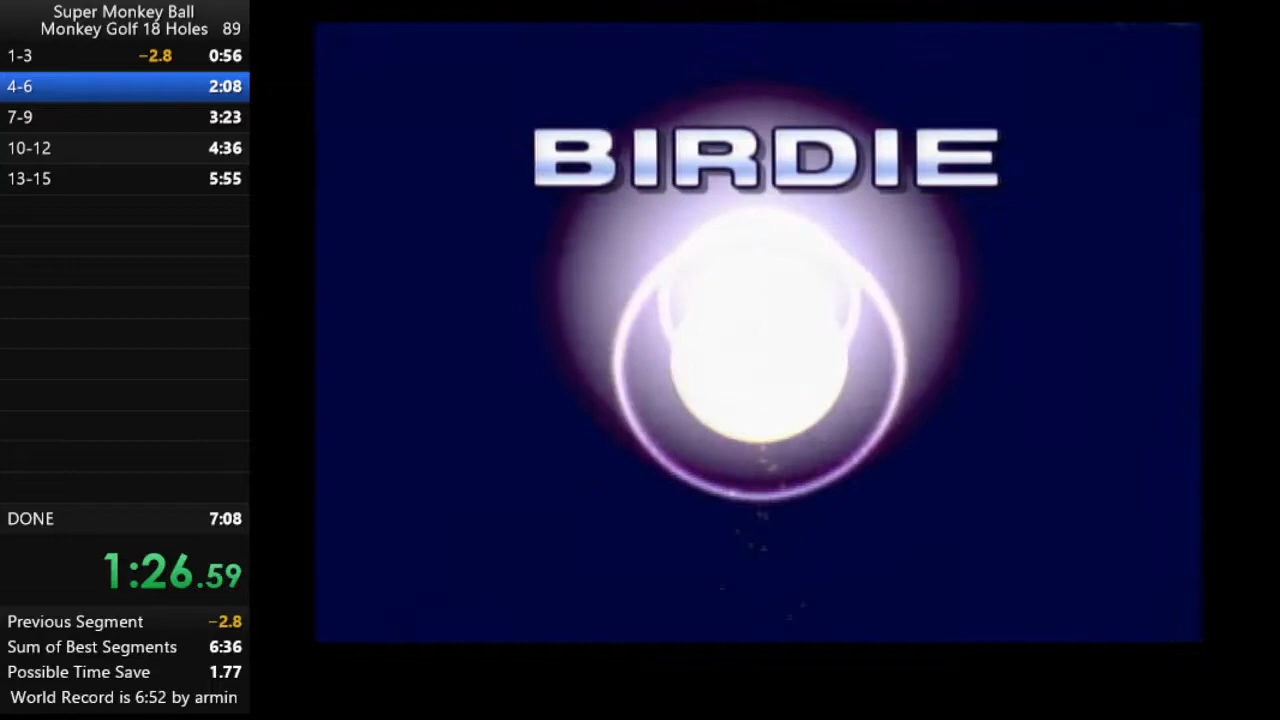 Super Monkey Ball
Monkey Golf 18 Holes 89
1-3 −2.8 0:56
4-6 2:08
7-9 3:23
10-12 4:36
13-15 5:55
DONE 7:08
1:26.59
Previous Segment −2.8
Sum of Best Segments 6:36
Possible Time Save 1.77
World Record is 6:52 by armin
BIRDIE